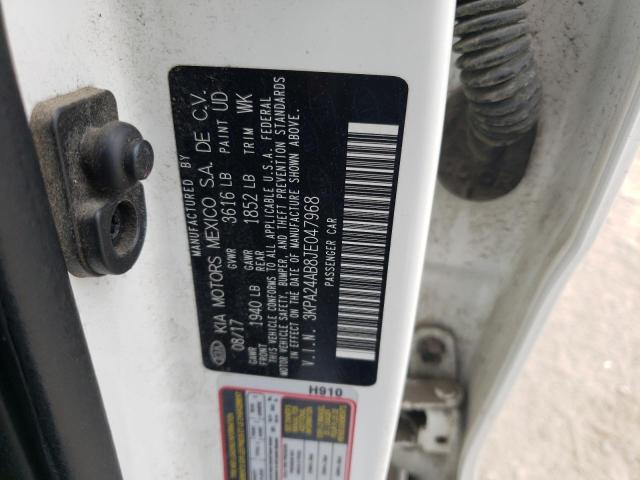 MANUFACTURED BY
KIA MOTORS MEXICO S.A. DE C.V.
08/17 GVWR 3616 LB PAINT UD
GAWR FRONT 1940 LB GAWR REAR 1852 LB TRIM WK
THIS VEHICLE CONFORMS TO ALL APPLICABLE U.S.A. FEDERAL
MOTOR VEHICLE SAFETY, BUMPER, AND THEFT PREVENTION STANDARDS
IN EFFECT ON THE DATE OF MANUFACTURE SHOWN ABOVE.
V.I.N. 3KPA24AB8JE047968
PASSENGER CAR
KIA
H910